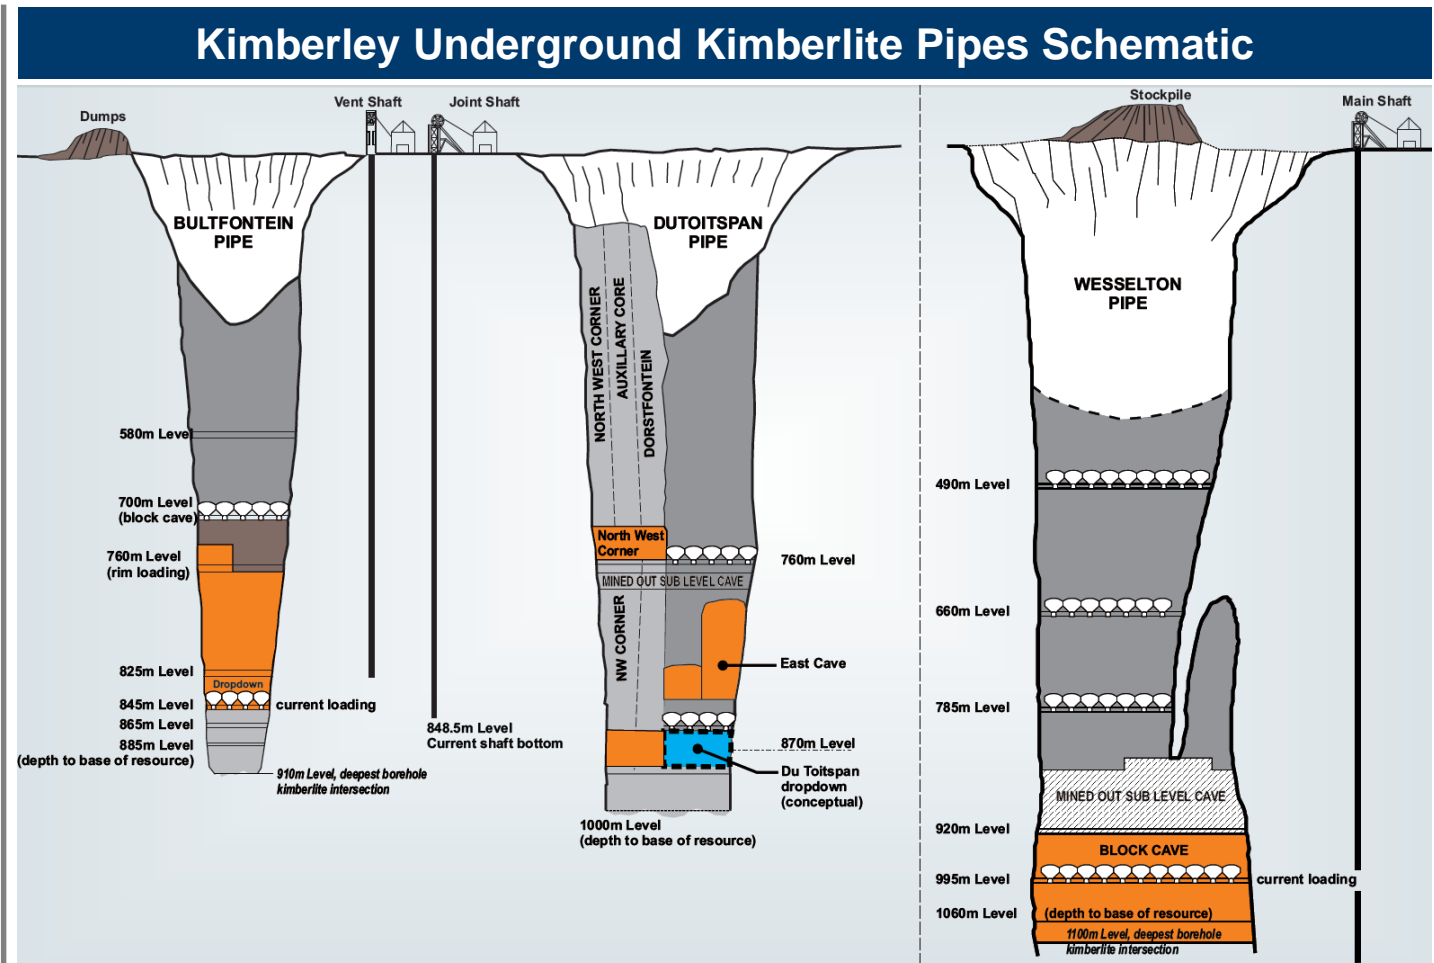 Kimberley Underground Kimberlite Pipes Schematic
Dumps
Vent Shaft
Joint Shaft
Stockpile
Main Shaft
BULTFONTEIN
PIPE
DUTOITSPAN
PIPE
WESSELTON
PIPE
NORTH WEST CORNER
AUXILLARY CORE
DORSTFONTEIN
580m Level
700m Level
(block cave)
760m Level
(rim loading)
825m Level
Dropdown
845m Level
current loading
865m Level
885m Level
(depth to base of resource)
910m Level, deepest borehole
kimberlite intersection
848.5m Level
Current shaft bottom
North West
Corner
760m Level
MINED OUT SUB LEVEL CAVE
NW CORNER
East Cave
870m Level
Du Toitspan
dropdown
(conceptual)
1000m Level
(depth to base of resource)
490m Level
660m Level
785m Level
MINED OUT SUB LEVEL CAVE
920m Level
BLOCK CAVE
995m Level
current loading
1060m Level
(depth to base of resource)
1100m Level, deepest borehole
kimberlite intersection